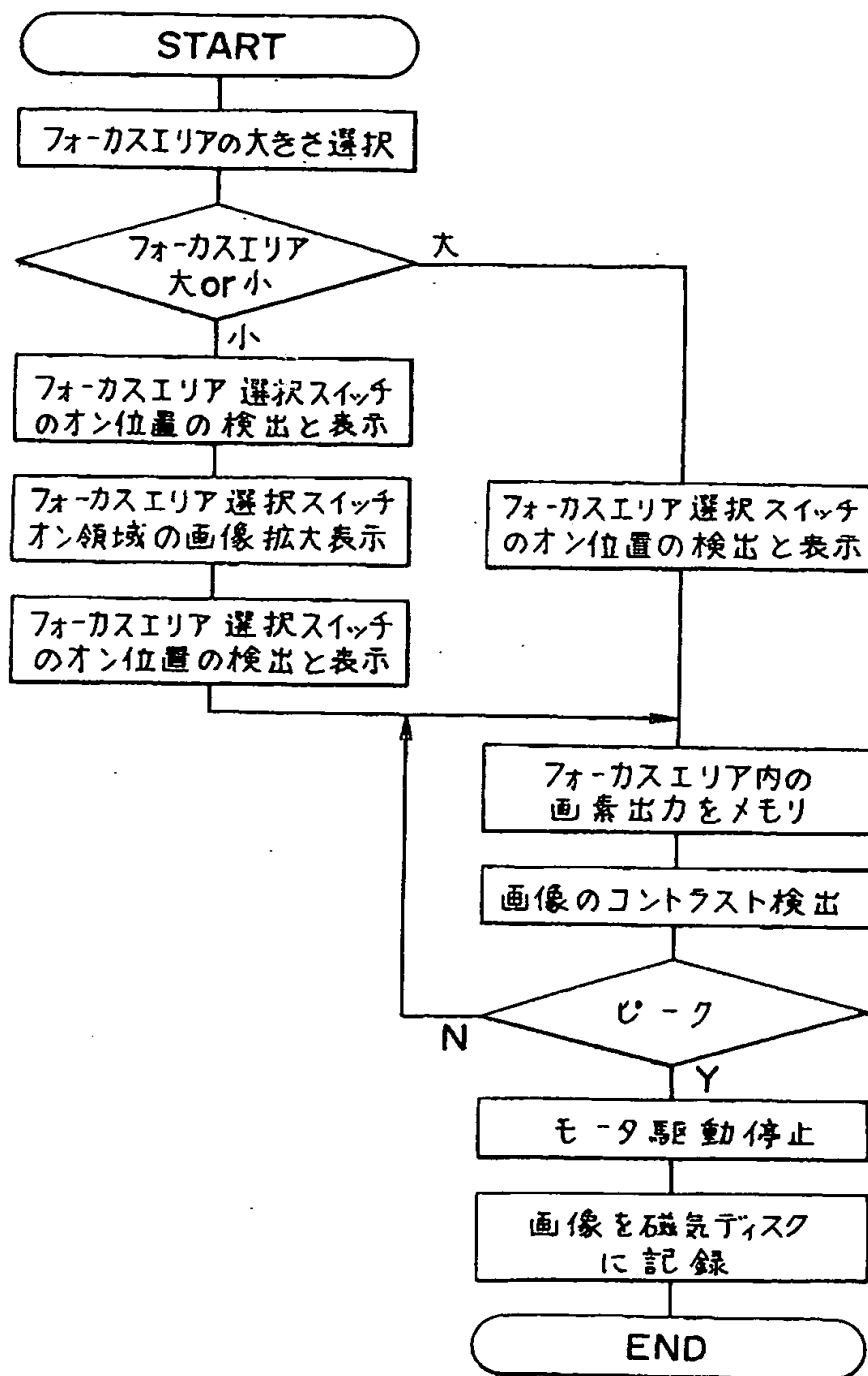 START
フォーカスエリアの大きさ選択
フォーカスエリア
大or小
大
小
フォーカスエリア選択スイッチ
のオン位置の検出と表示
フォーカスエリア選択スイッチ
オン領域の画像拡大表示
フォーカスエリア選択スイッチ
のオン位置の検出と表示
フォーカスエリア選択スイッチ
のオン位置の検出と表示
フォーカスエリア内の
画素出力をメモリ
画像のコントラスト検出
ピーク
N
Y
モータ駆動停止
画像を磁気ディスク
に記録
END